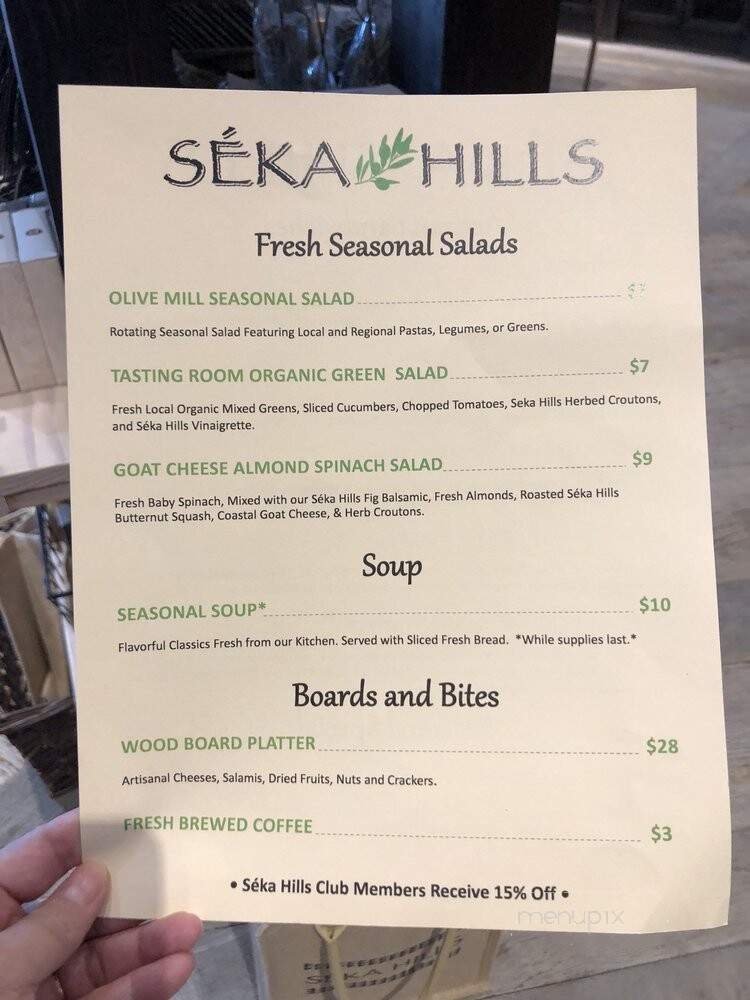 SÉKA HILLS
Fresh Seasonal Salads
OLIVE MILL SEASONAL SALAD
Rotating Seasonal Salad Featuring Local and Regional Pastas, Legumes, or Greens.
TASTING ROOM ORGANIC GREEN SALAD $7
Fresh Local Organic Mixed Greens, Sliced Cucumbers, Chopped Tomatoes, Seka Hills Herbed Croutons,
and Séka Hills Vinaigrette.
GOAT CHEESE ALMOND SPINACH SALAD $9
Fresh Baby Spinach, Mixed with our Séka Hills Fig Balsamic, Fresh Almonds, Roasted Séka Hills
Butternut Squash, Coastal Goat Cheese, & Herb Croutons.
Soup
SEASONAL SOUP* $10
Flavorful Classics Fresh from our Kitchen. Served with Sliced Fresh Bread. *While supplies last.*
Boards and Bites
WOOD BOARD PLATTER $28
Artisanal Cheeses, Salamis, Dried Fruits, Nuts and Crackers.
FRESH BREWED COFFEE $3
• Séka Hills Club Members Receive 15% Off •
menupix
SÉKA HILLS